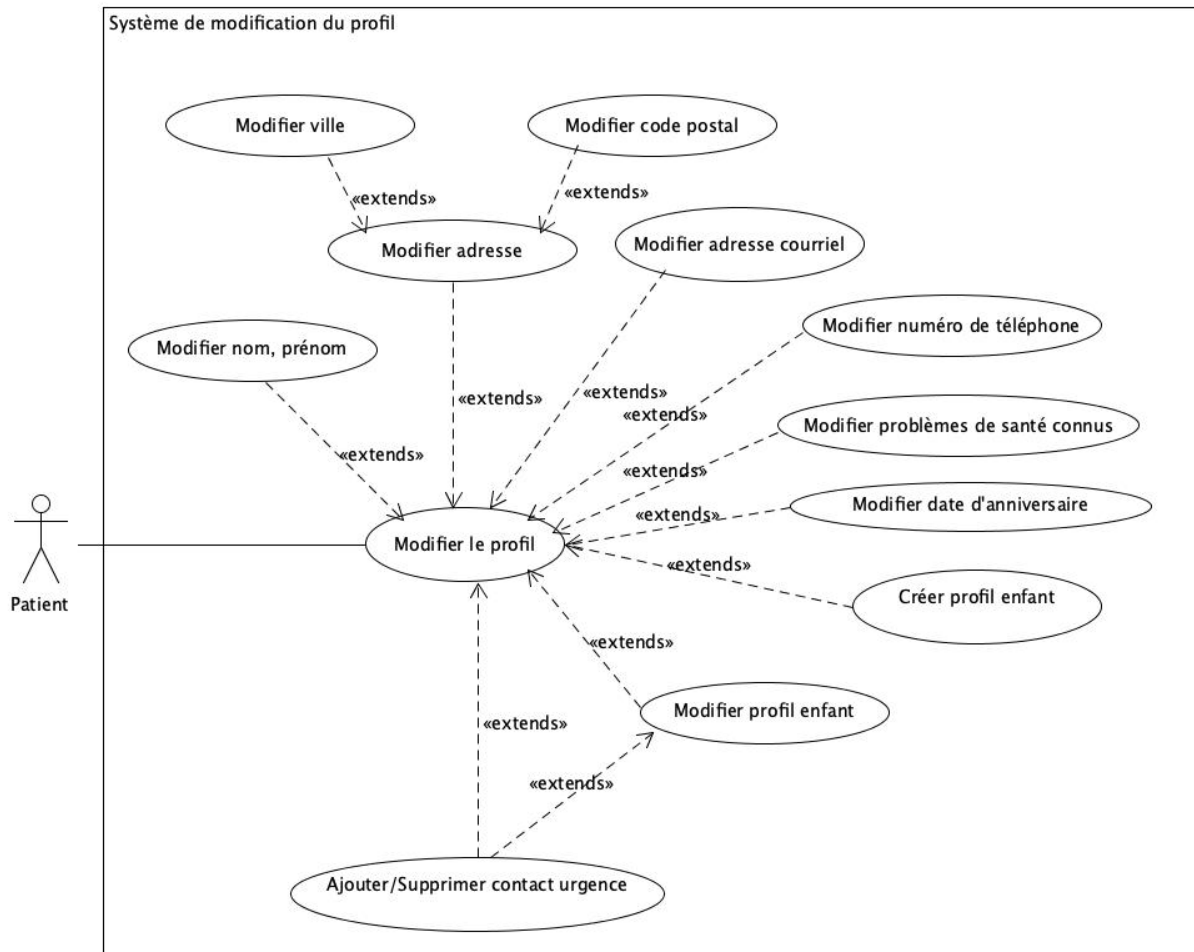 Système de modification du profil
Modifier ville
Modifier code postal
«extends»
«extends»
Modifier adresse
Modifier adresse courriel
Modifier numéro de téléphone
Modifier nom, prénom
«extends»
«extends»
«extends»
Modifier problèmes de santé connus
«extends»
«extends»
Modifier date d'anniversaire
«extends»
Modifier le profil
«extends»
Créer profil enfant
Patient
«extends»
Modifier profil enfant
«extends»
«extends»
Ajouter/Supprimer contact urgence